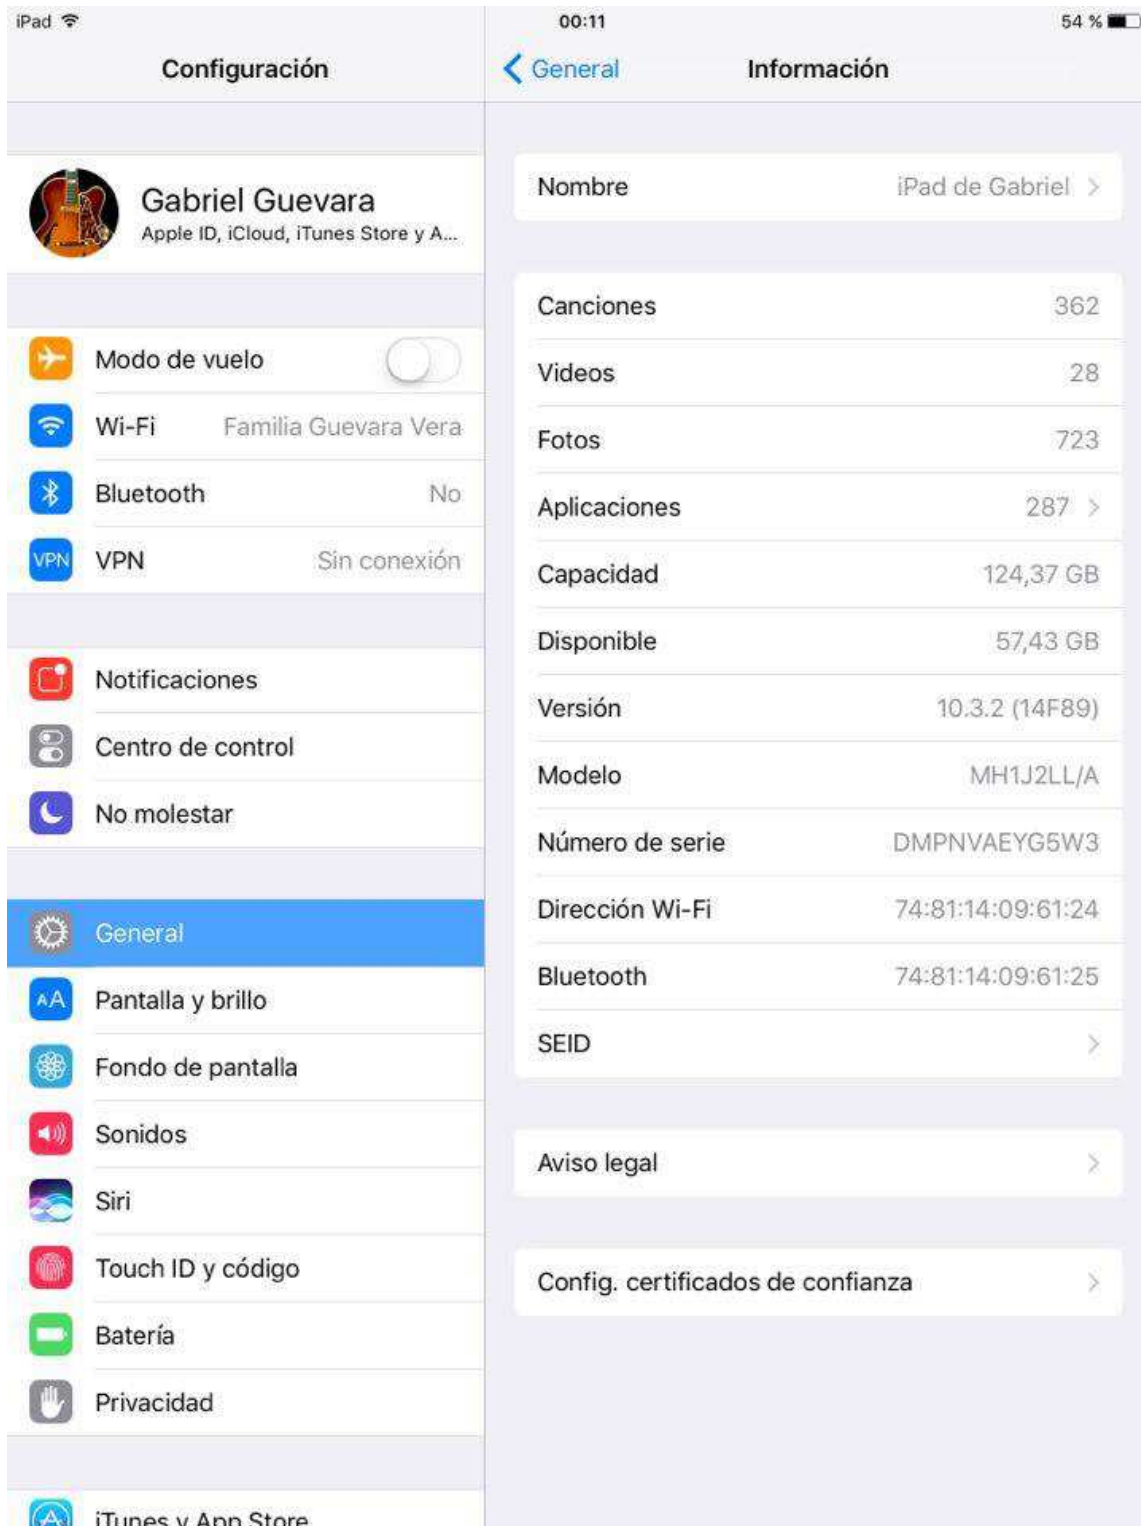 iPad 00:11 54 %
Configuración
Gabriel Guevara
Apple ID, iCloud, iTunes Store y A...
Modo de vuelo
Wi-Fi Familia Guevara Vera
Bluetooth No
VPN VPN Sin conexión
Notificaciones
Centro de control
No molestar
General
AA Pantalla y brillo
Fondo de pantalla
Sonidos
Siri
Touch ID y código
Batería
Privacidad
iTunes y App Store
General Información
Nombre iPad de Gabriel
Canciones 362
Videos 28
Fotos 723
Aplicaciones 287
Capacidad 124,37 GB
Disponible 57,43 GB
Versión 10.3.2 (14F89)
Modelo MH1J2LL/A
Número de serie DMPNVAEYG5W3
Dirección Wi-Fi 74:81:14:09:61:24
Bluetooth 74:81:14:09:61:25
SEID
Aviso legal
Config. certificados de confianza